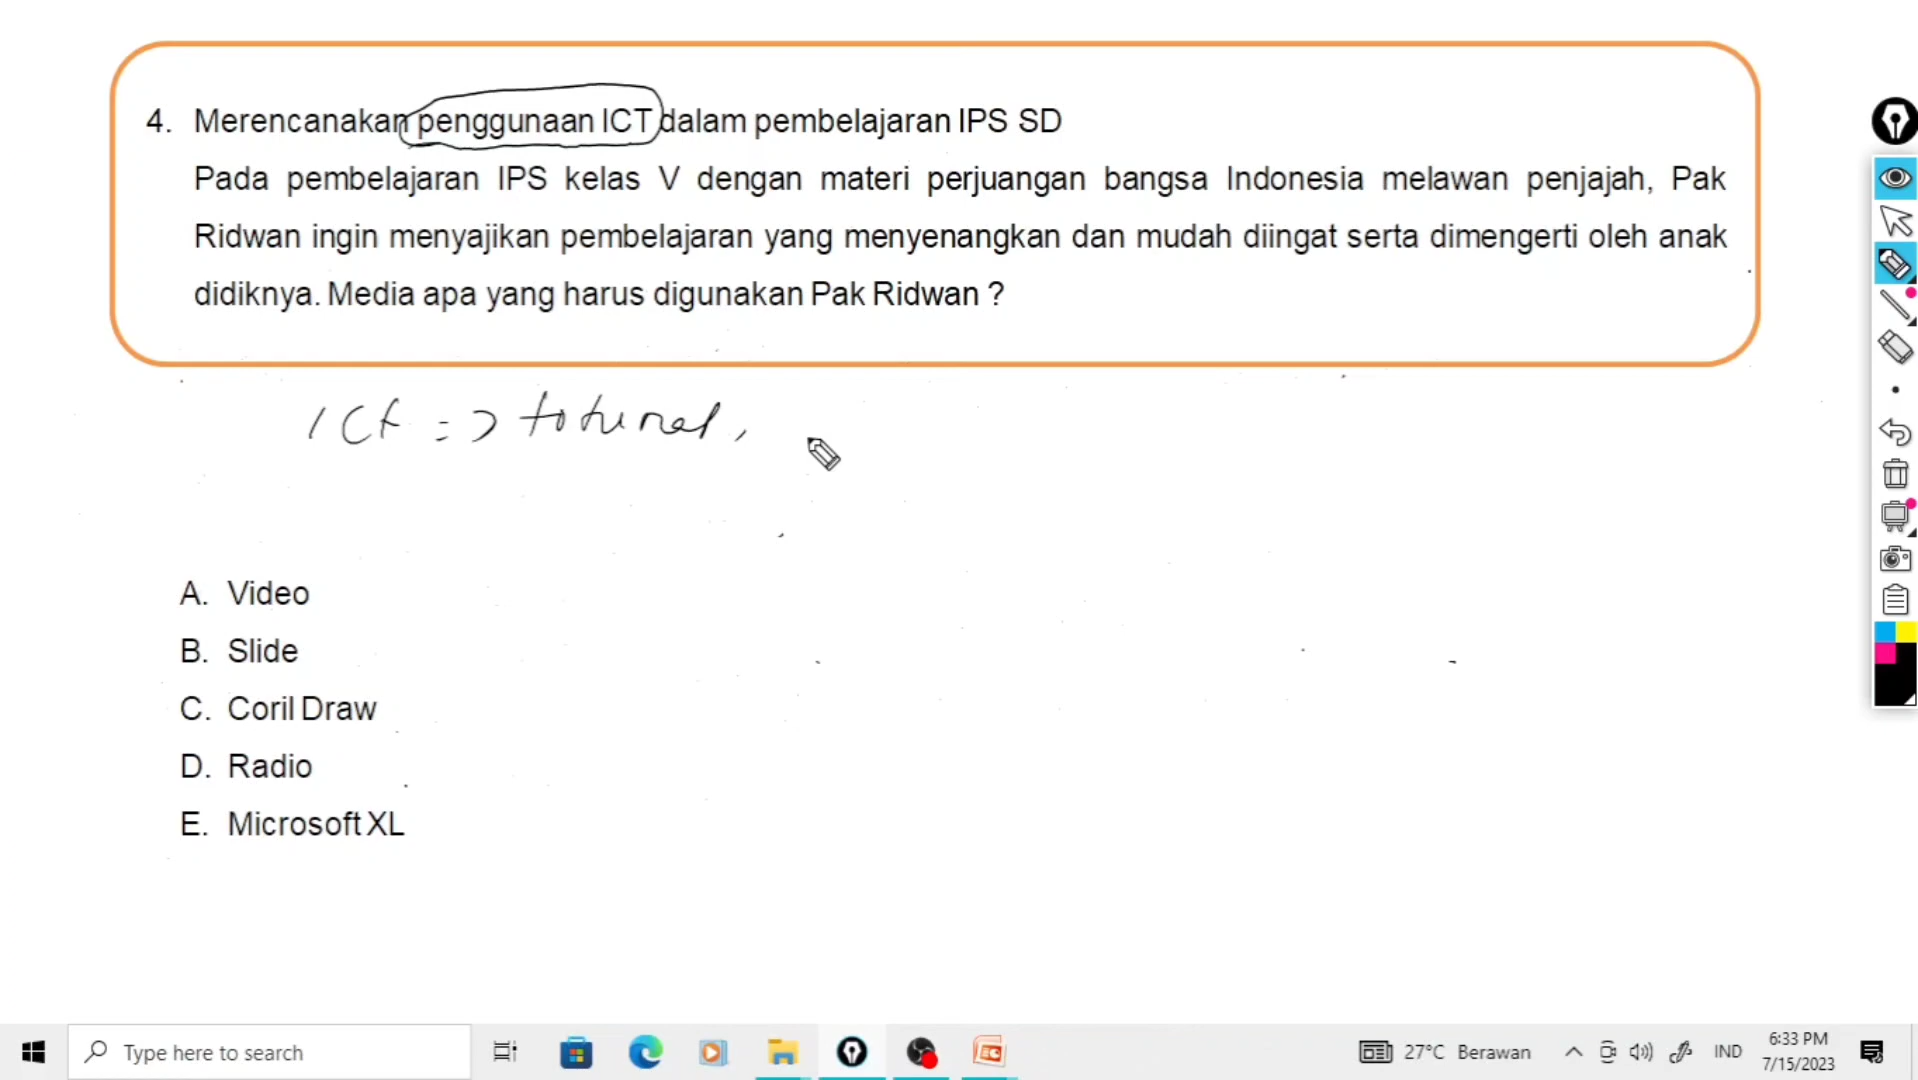 4. Merencanakan penggunaan ICT dalam pembelajaran IPS SD
Pada pembelajaran IPS kelas V dengan materi perjuangan bangsa Indonesia melawan penjajah, Pak
Ridwan ingin menyajikan pembelajaran yang menyenangkan dan mudah diingat serta dimengerti oleh anak
didiknya. Media apa yang harus digunakan Pak Ridwan ?
ICT =>
A. Video
B. Slide
C. Coril Draw
D. Radio
E. Microsoft XL
Type here to search
27°C Berawan
IND
6:33 PM
7/15/2023